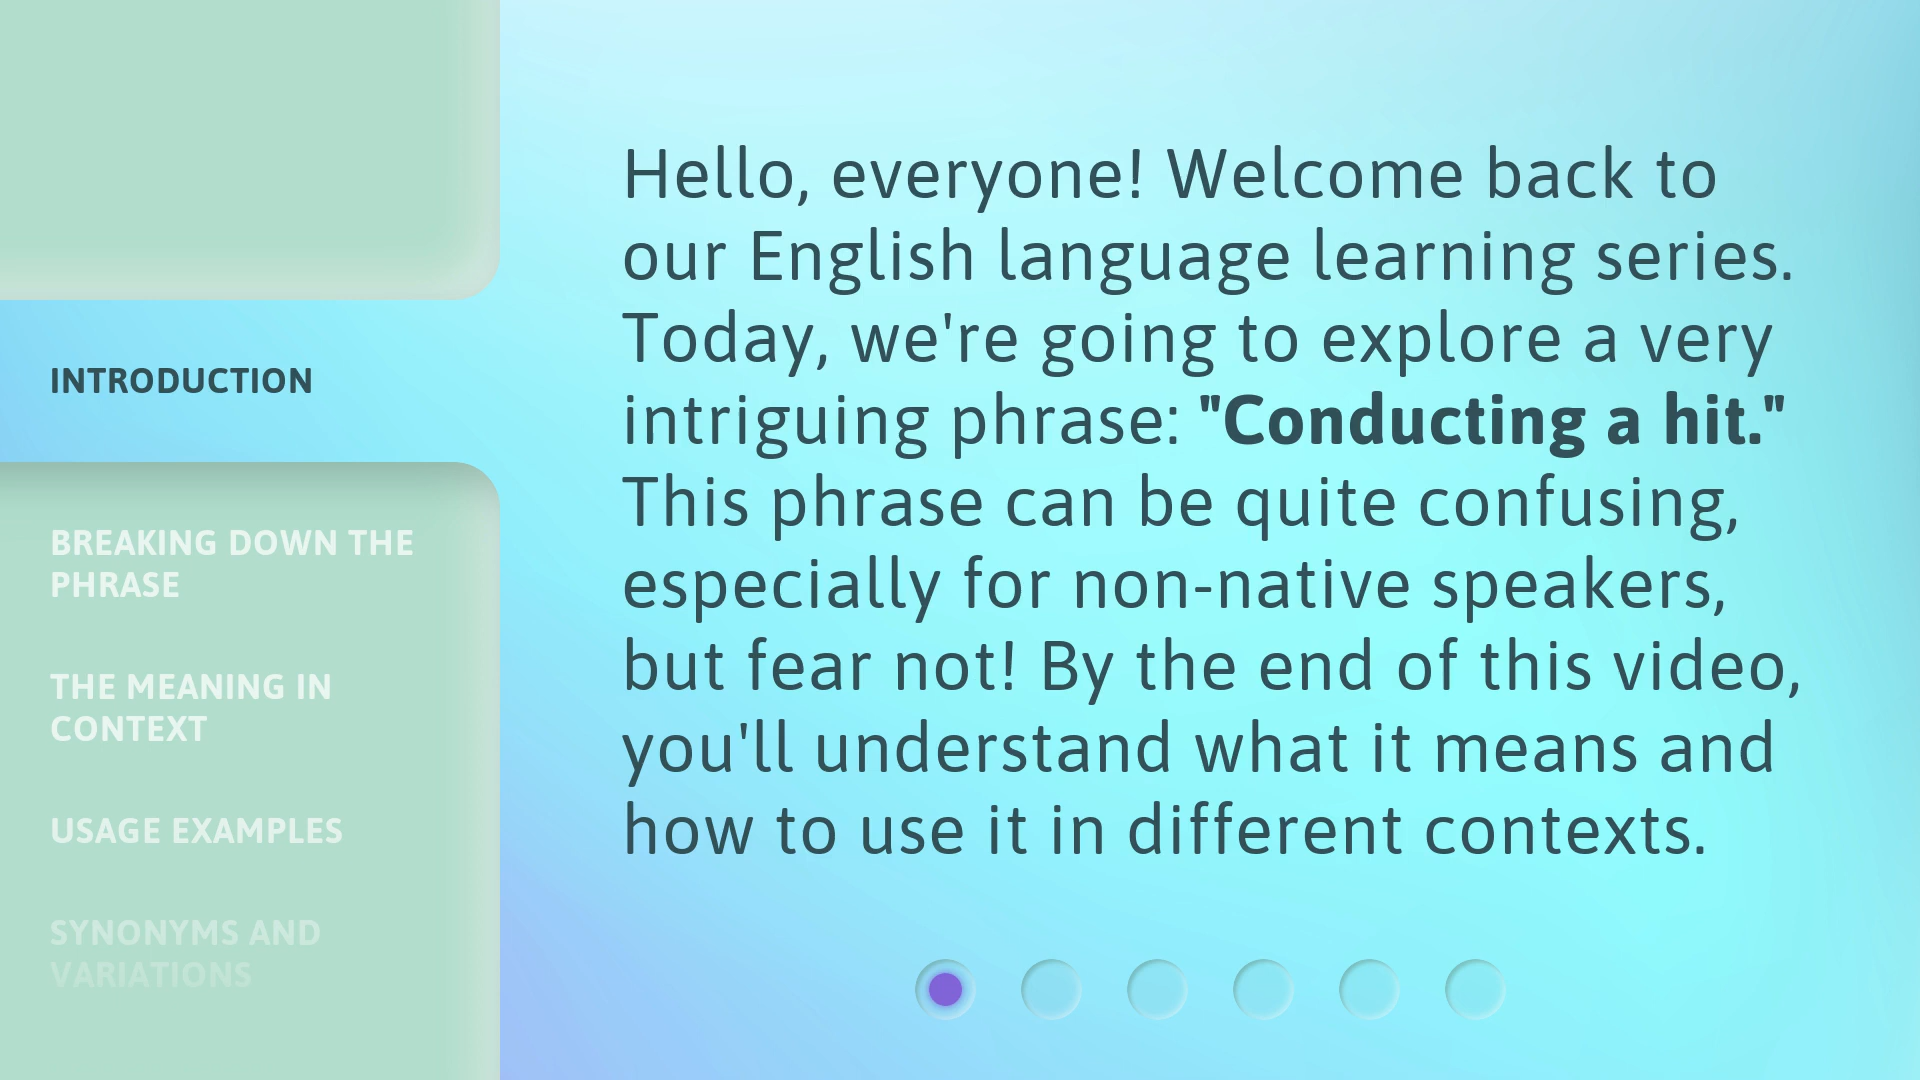 INTRODUCTION
BREAKING DOWN THE
PHRASE
THE MEANING IN
CONTEXT
USAGE EXAMPLES
SYNONYMS AND
VARIATIONS
Hello, everyone! Welcome back to
our English language learning series.
Today, we're going to explore a very
intriguing phrase: "Conducting a hit."
This phrase can be quite confusing,
especially for non-native speakers,
but fear not! By the end of this video,
you'll understand what it means and
how to use it in different contexts.